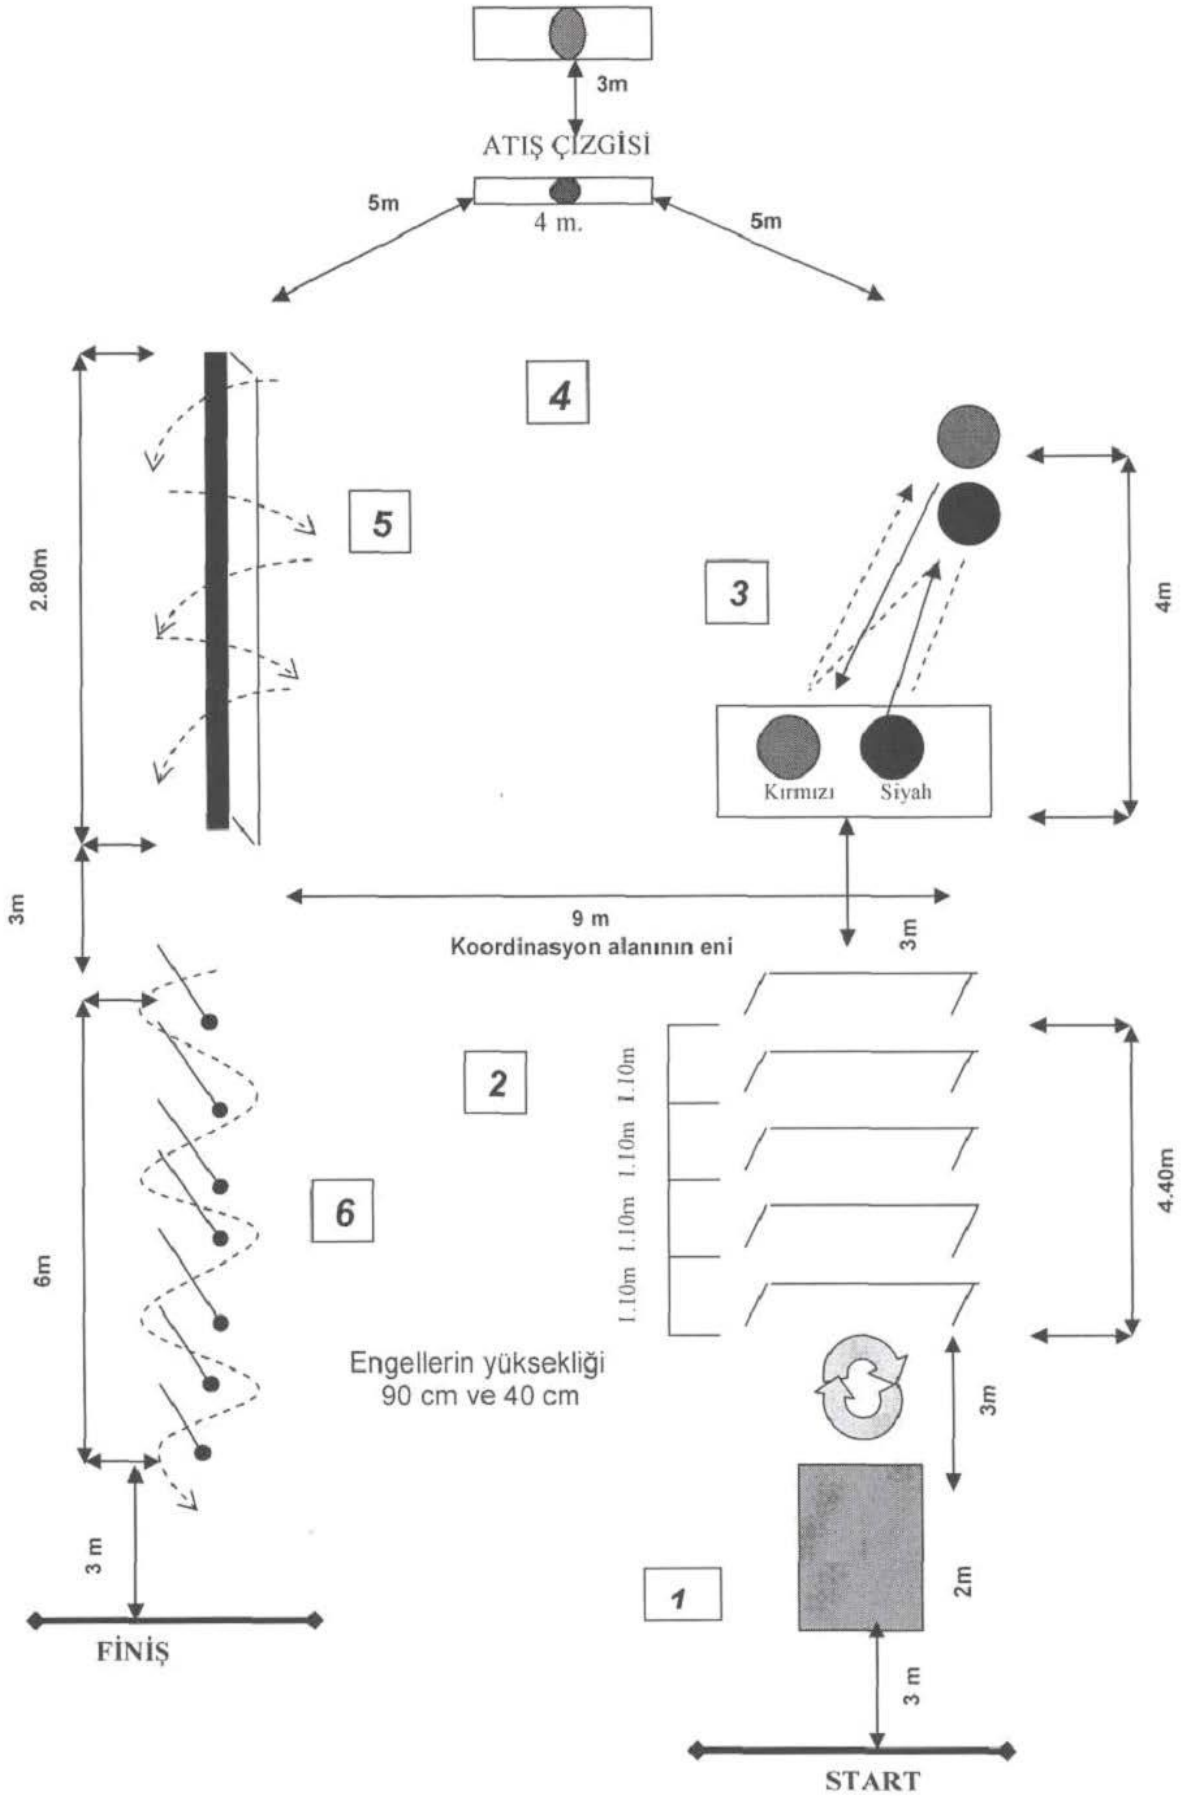 3m
ATIŞ ÇİZGİSİ
5m
4 m.
5m
4
5
3
2.80m
4m
Kırmızı
Siyah
3m
9 m
Koordinasyon alanının eni
3m
2
1.10m
1.10m
1.10m
1.10m
4.40m
6
6m
Engellerin yüksekliği
90 cm ve 40 cm
3m
3 m
1
2m
FİNİŞ
3 m
START